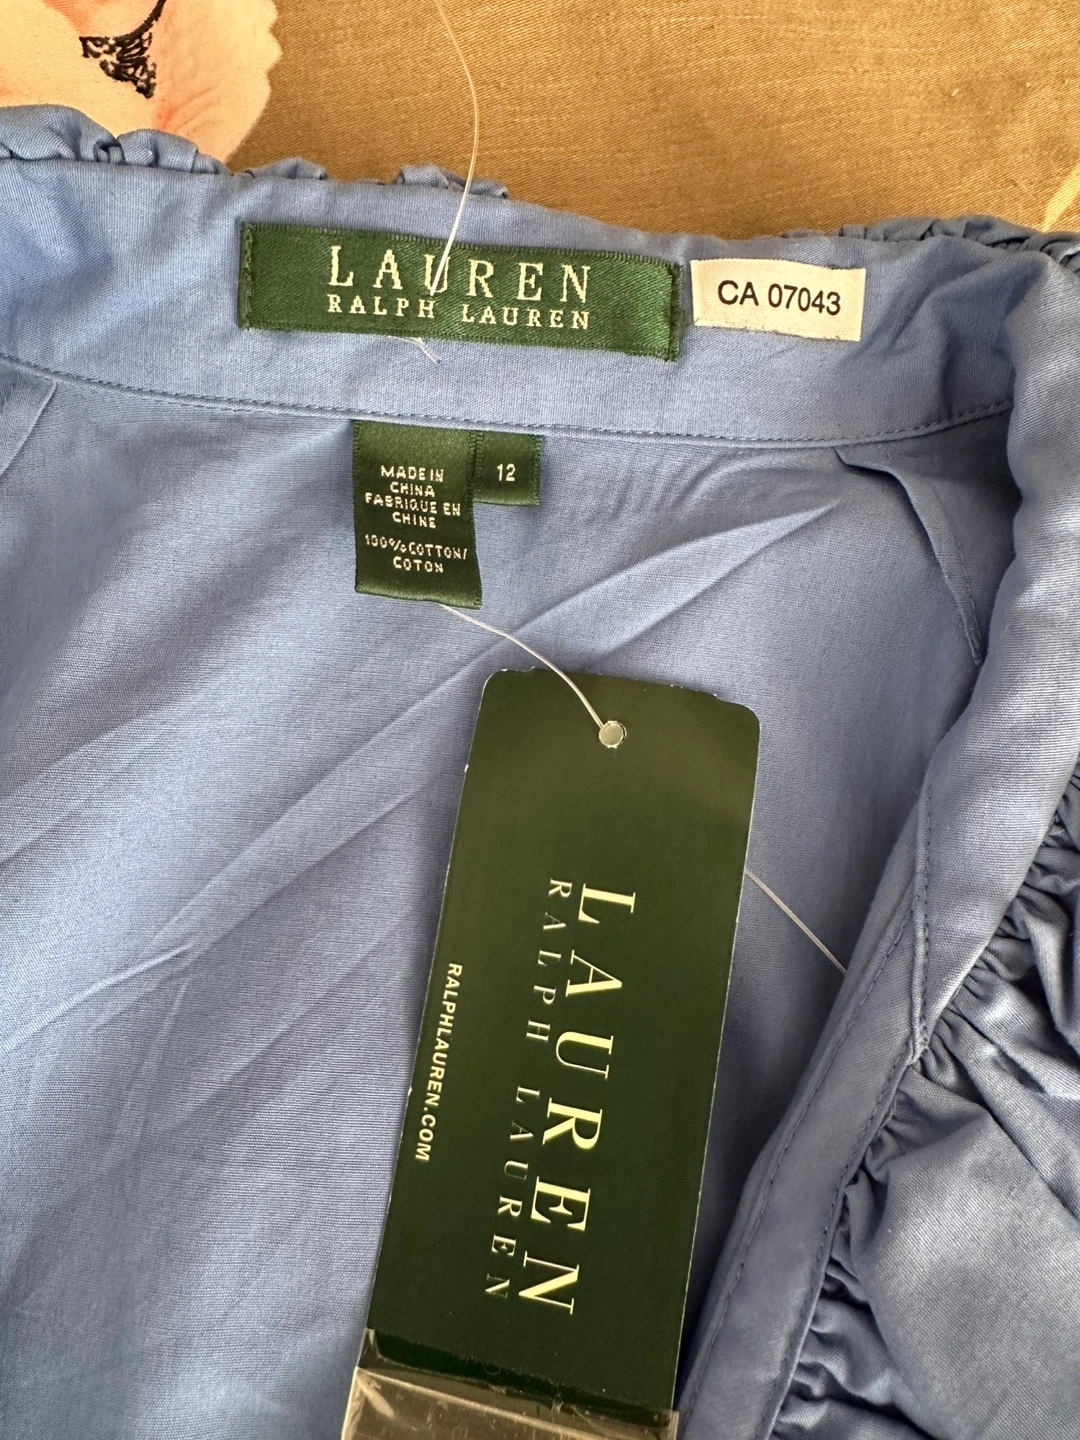 LAUREN
RALPH LAUREN
CA 07043
MADE IN
CHINA
FABRIQUE EN
CHINE
100% COTTON/
COTON
12
LAUREN
RALPH LAUREN
RALPHLAUREN.COM